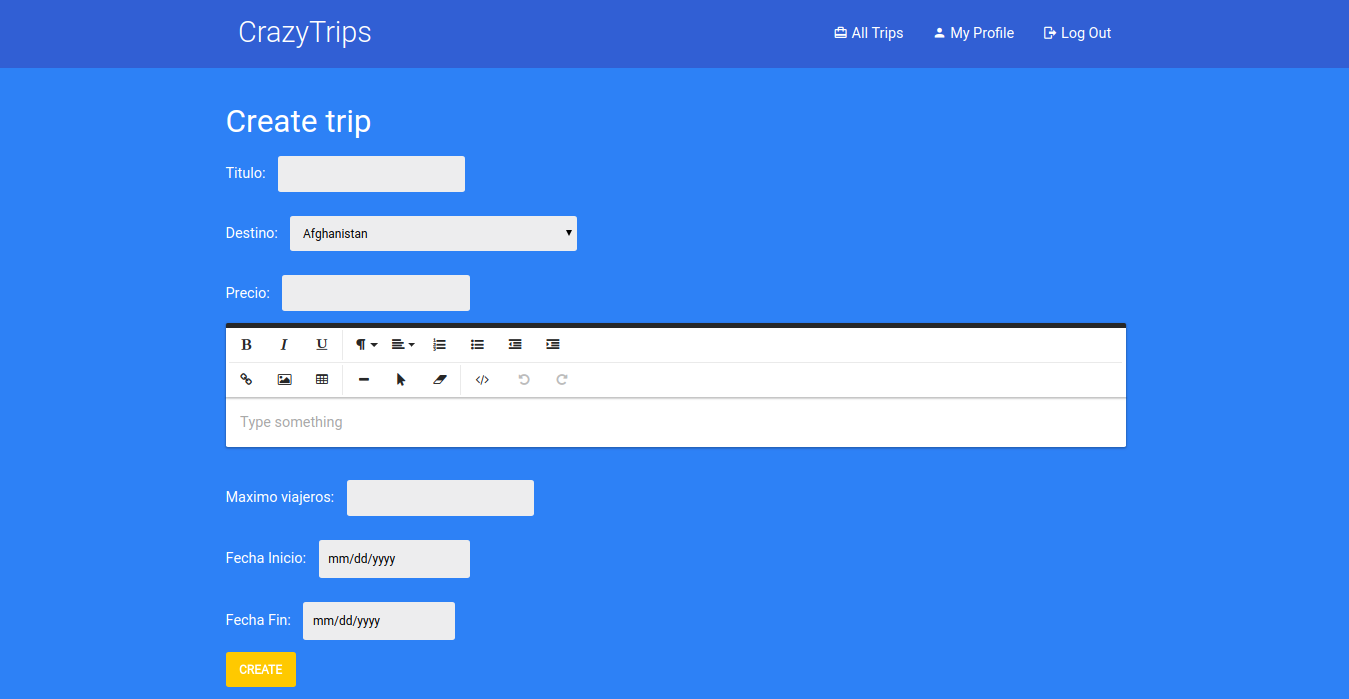 CrazyTrips
All Trips My Profile Log Out
Create trip
Titulo:
Destino: Afghanistan
Precio:
B I U
Type something
Maximo viajeros:
Fecha Inicio: mm/dd/yyyy
Fecha Fin: mm/dd/yyyy
CREATE